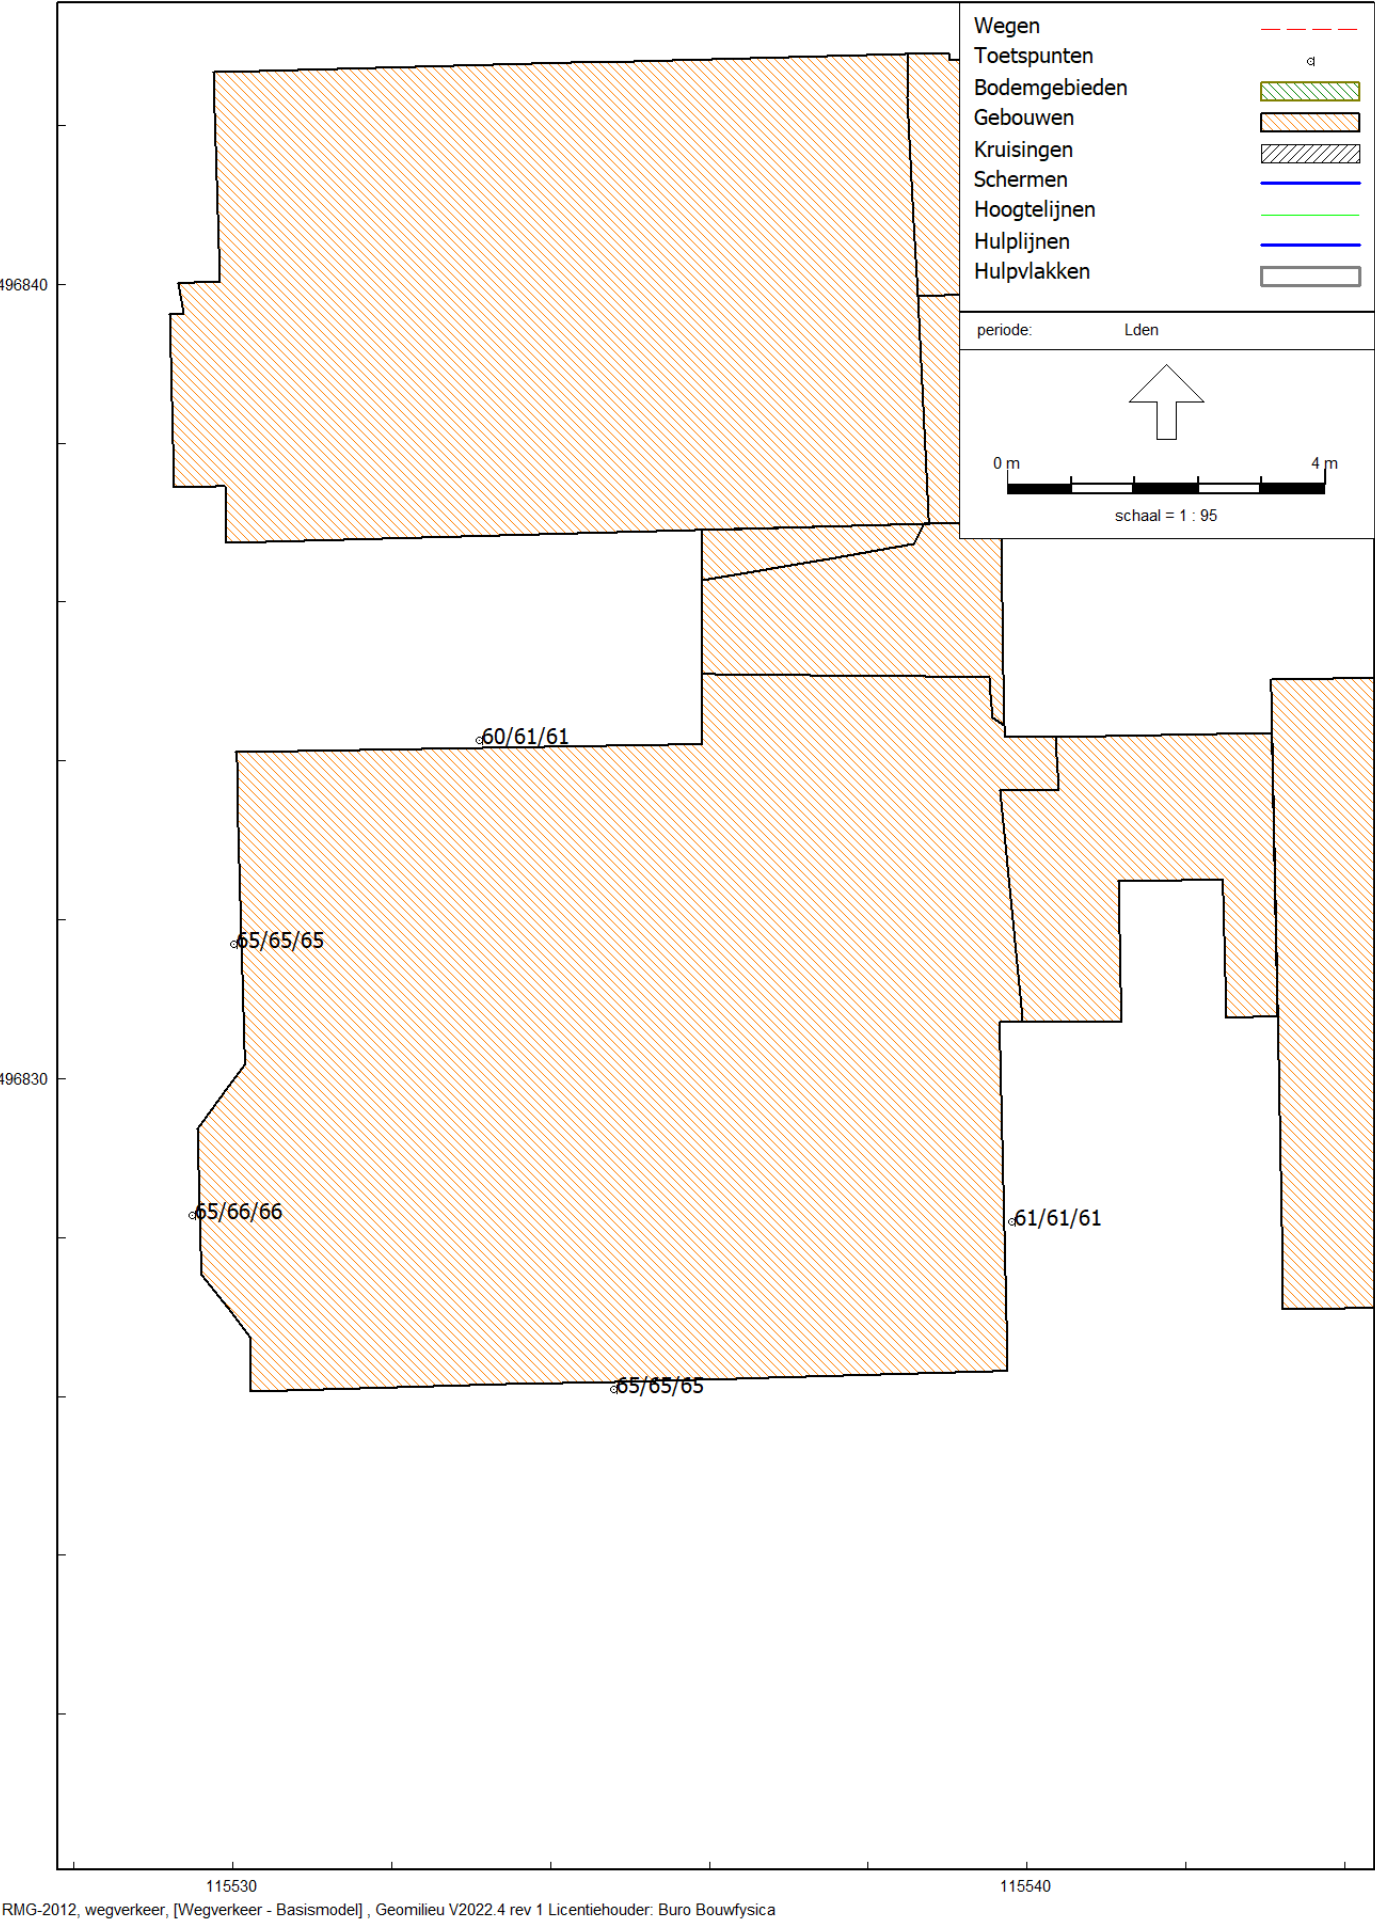 Wegen
Toetspunten
Bodemgebieden
Gebouwen
Kruisingen
Schermen
Hoogtelijnen
Hulplijnen
Hulpvlakken
periode: Lden
0 m 4 m
schaal = 1 : 95
496840
60/61/61
65/65/65
496830
65/66/66
61/61/61
65/65/65
115530 115540
RMG-2012, wegverkeer, [Wegverkeer - Basismodel] , Geomilieu V2022.4 rev 1 Licentiehouder: Buro Bouwfysica